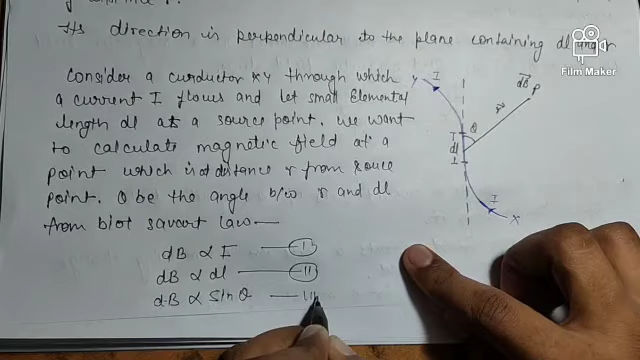 Its direction is perpendicular to the plane containing dl and r
Consider a conductor XY through which
a current I flows and let small Elemental
length dl at a source point. we want
to calculate magnetic field at a
point which is at distance r from source
point. θ be the angle b/w r and dl
from biot savart law —
dB ∝ I — I
dB ∝ dl — II
dB ∝ sin θ — III
Y
I
dB
P
r
θ
I
dl
I
I
X
Film Maker